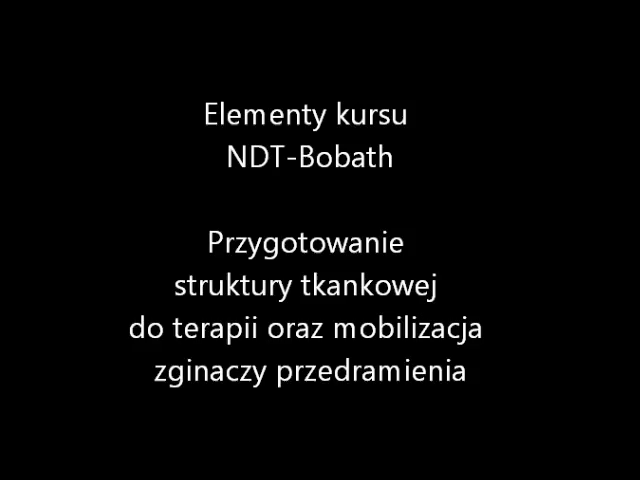 Elementy kursu
NDT-Bobath
Przygotowanie
struktury tkankowej
do terapii oraz mobilizacja
zginaczy przedramienia